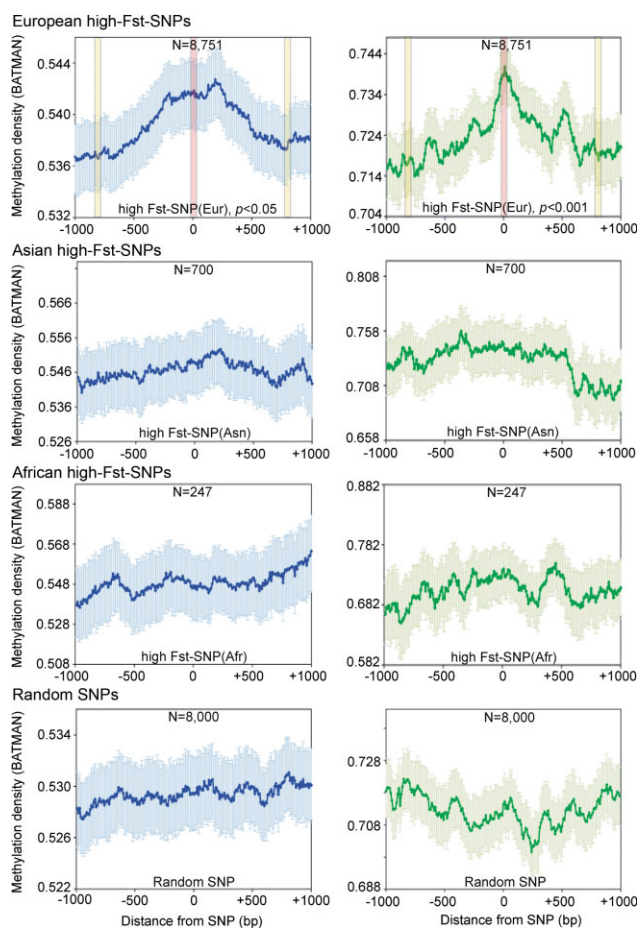 European high-Fst-SNPs
Methylation density (BATMAN)
0.544
0.540
0.536
0.532
N=8,751
high Fst-SNP(Eur), p<0.05
-1000 -500 0 +500 +1000
0.744
0.734
0.724
0.714
0.704
N=8,751
high Fst-SNP(Eur), p<0.001
-1000 -500 0 +500 +1000
Asian high-Fst-SNPs
Methylation density (BATMAN)
0.566
0.556
0.546
0.536
0.526
N=700
high Fst-SNP(Asn)
-1000 -500 0 +500 +1000
0.808
0.758
0.708
0.658
N=700
high Fst-SNP(Asn)
-1000 -500 0 +500 +1000
African high-Fst-SNPs
Methylation density (BATMAN)
0.588
0.568
0.548
0.528
0.508
N=247
high Fst-SNP(Afr)
-1000 -500 0 +500 +1000
0.882
0.782
0.682
0.582
N=247
high Fst-SNP(Afr)
-1000 -500 0 +500 +1000
Random SNPs
Methylation density (BATMAN)
0.534
0.530
0.526
0.522
N=8,000
Random SNP
-1000 -500 0 +500 +1000
Distance from SNP (bp)
0.728
0.708
0.688
N=8,000
Random SNP
-1000 -500 0 +500 +1000
Distance from SNP (bp)